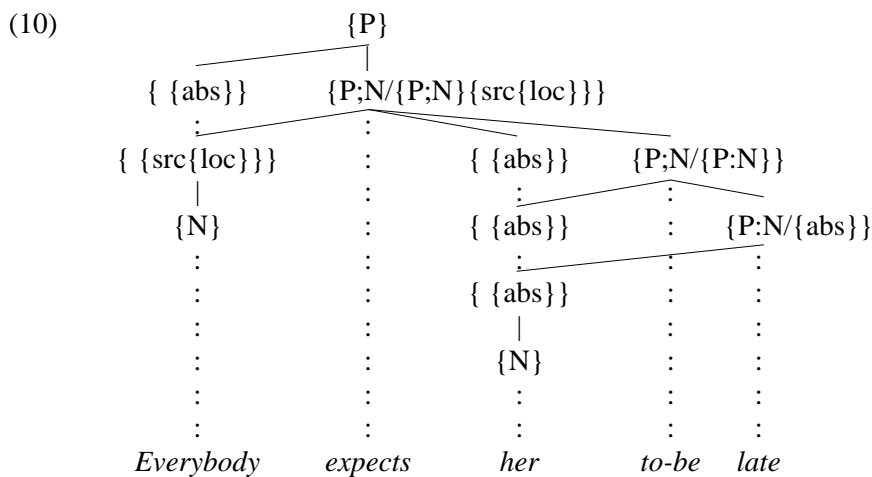 (10) {P}
{ {abs}} {P;N/{P;N}{src{loc}}}
: :
{ {src{loc}}} : { {abs}} {P;N/{P:N}}
| : : :
{N} : { {abs}} : {P:N/{abs}}
: : : : :
: : { {abs}} : :
: : | : :
: : {N} : :
: : : : :
: : : : :
Everybody expects her to-be late